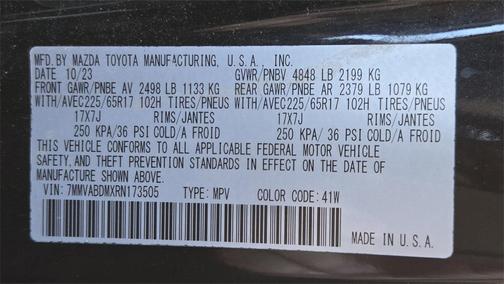 MFD. BY MAZDA TOYOTA MANUFACTURING, U.S.A., INC.
DATE 10/23 GVWR/PNBV 4848 LB 2199 KG
FRONT GAWR/PNBE AV 2498 LB 1133 KG REAR GAWR/PNBE AR 2379 LB 1079 KG
WITH/AVEC225/65R17 102H TIRES/PNEUS WITH/AVEC225/65R17 102H TIRES/PNEUS
17X7J RIMS/JANTES 17X7J RIMS/JANTES
250 KPA/36 PSI COLD/A FROID 250 KPA/36 PSI COLD/A FROID
THIS VEHICLE CONFORMS TO ALL APPLICABLE FEDERAL MOTOR VEHICLE
SAFETY, BUMPER, AND THEFT PREVENTION STANDARDS IN EFFECT ON THE DATE OF
MANUFACTURE SHOWN ABOVE.
VIN: 7MMVABDMXRN173505 TYPE: MPV COLOR CODE: 41W
MADE IN U.S.A.